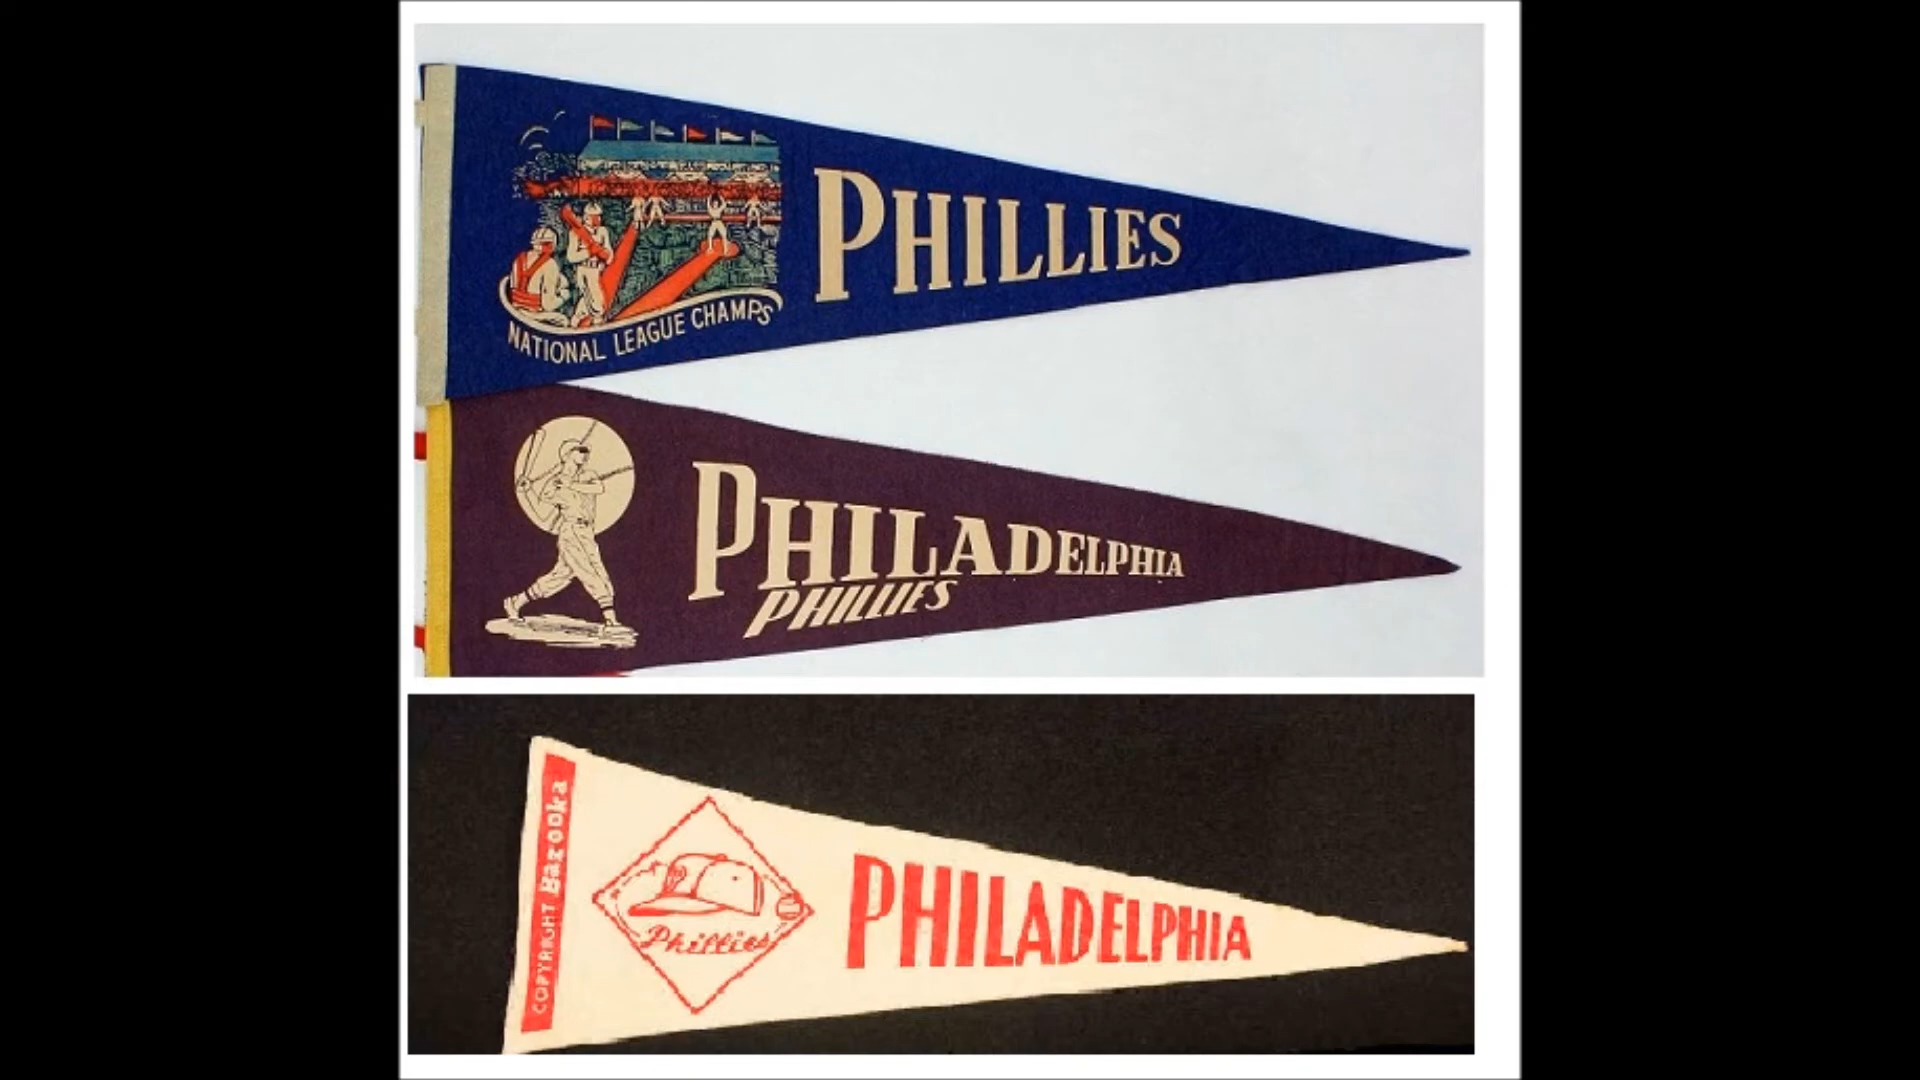 PHILLIES
NATIONAL LEAGUE CHAMPS
PHILADELPHIA
PHILLIES
COPYRIGHT Bazooka
Phillies
PHILADELPHIA